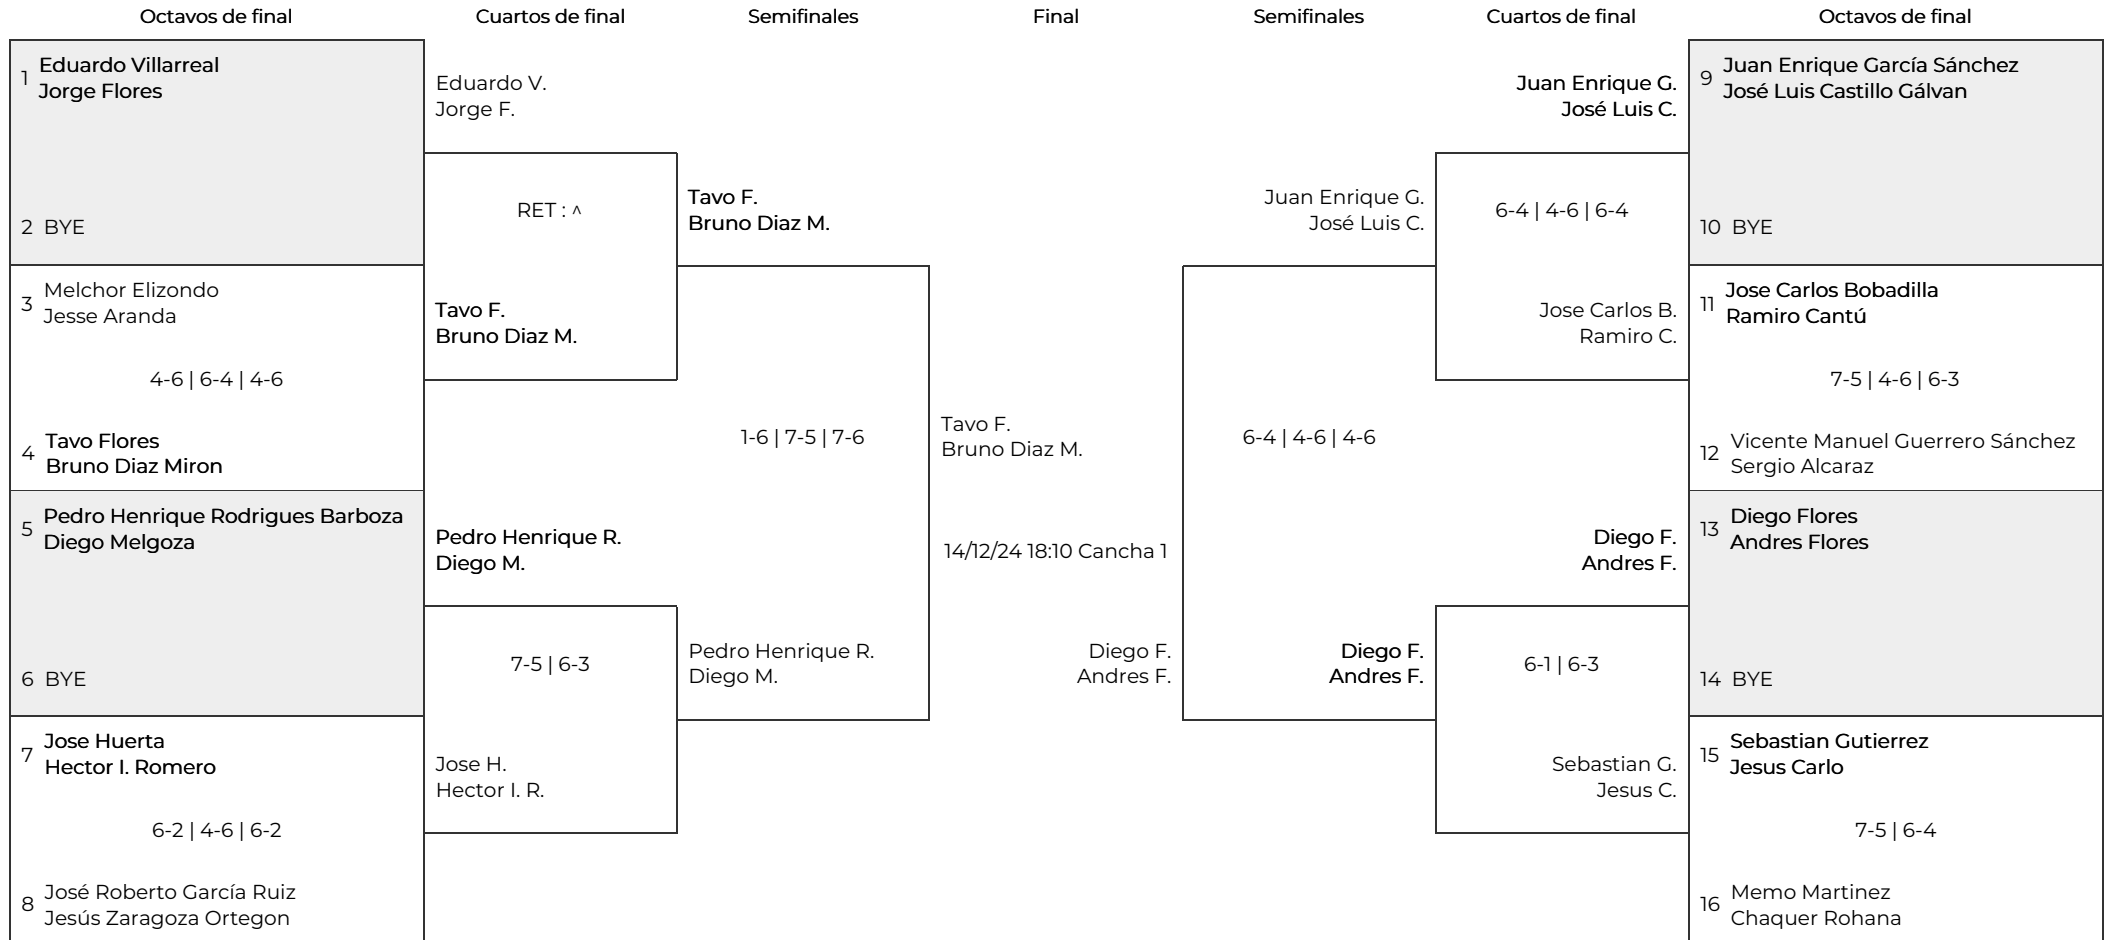 Octavos de final
Cuartos de final
Semifinales
Final
Semifinales
Cuartos de final
Octavos de final
1
Eduardo Villarreal
Jorge Flores
2 BYE
3
Melchor Elizondo
Jesse Aranda
4-6 | 6-4 | 4-6
4
Tavo Flores
Bruno Diaz Miron
5
Pedro Henrique Rodrigues Barboza
Diego Melgoza
6 BYE
7
Jose Huerta
Hector I. Romero
6-2 | 4-6 | 6-2
8
José Roberto García Ruiz
Jesús Zaragoza Ortegon
Eduardo V.
Jorge F.
RET : ^
Tavo F.
Bruno Diaz M.
Pedro Henrique R.
Diego M.
7-5 | 6-3
Jose H.
Hector I. R.
Tavo F.
Bruno Diaz M.
1-6 | 7-5 | 7-6
Pedro Henrique R.
Diego M.
Tavo F.
Bruno Diaz M.
14/12/24 18:10 Cancha 1
Diego F.
Andres F.
Juan Enrique G.
José Luis C.
6-4 | 4-6 | 4-6
Diego F.
Andres F.
Juan Enrique G.
José Luis C.
6-4 | 4-6 | 6-4
Jose Carlos B.
Ramiro C.
Diego F.
Andres F.
6-1 | 6-3
Sebastian G.
Jesus C.
9
Juan Enrique García Sánchez
José Luis Castillo Gálvan
10 BYE
11
Jose Carlos Bobadilla
Ramiro Cantú
7-5 | 4-6 | 6-3
12
Vicente Manuel Guerrero Sánchez
Sergio Alcaraz
13
Diego Flores
Andres Flores
14 BYE
15
Sebastian Gutierrez
Jesus Carlo
7-5 | 6-4
16
Memo Martinez
Chaquer Rohana